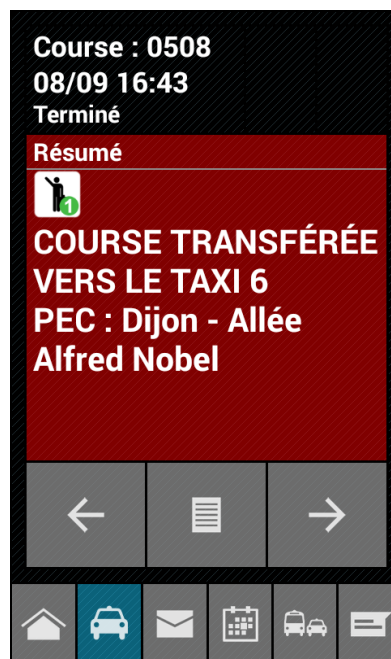 Course : 0508
08/09 16:43
Terminé
Résumé
1
COURSE TRANSFÉRÉE
VERS LE TAXI 6
PEC : Dijon - Allée
Alfred Nobel